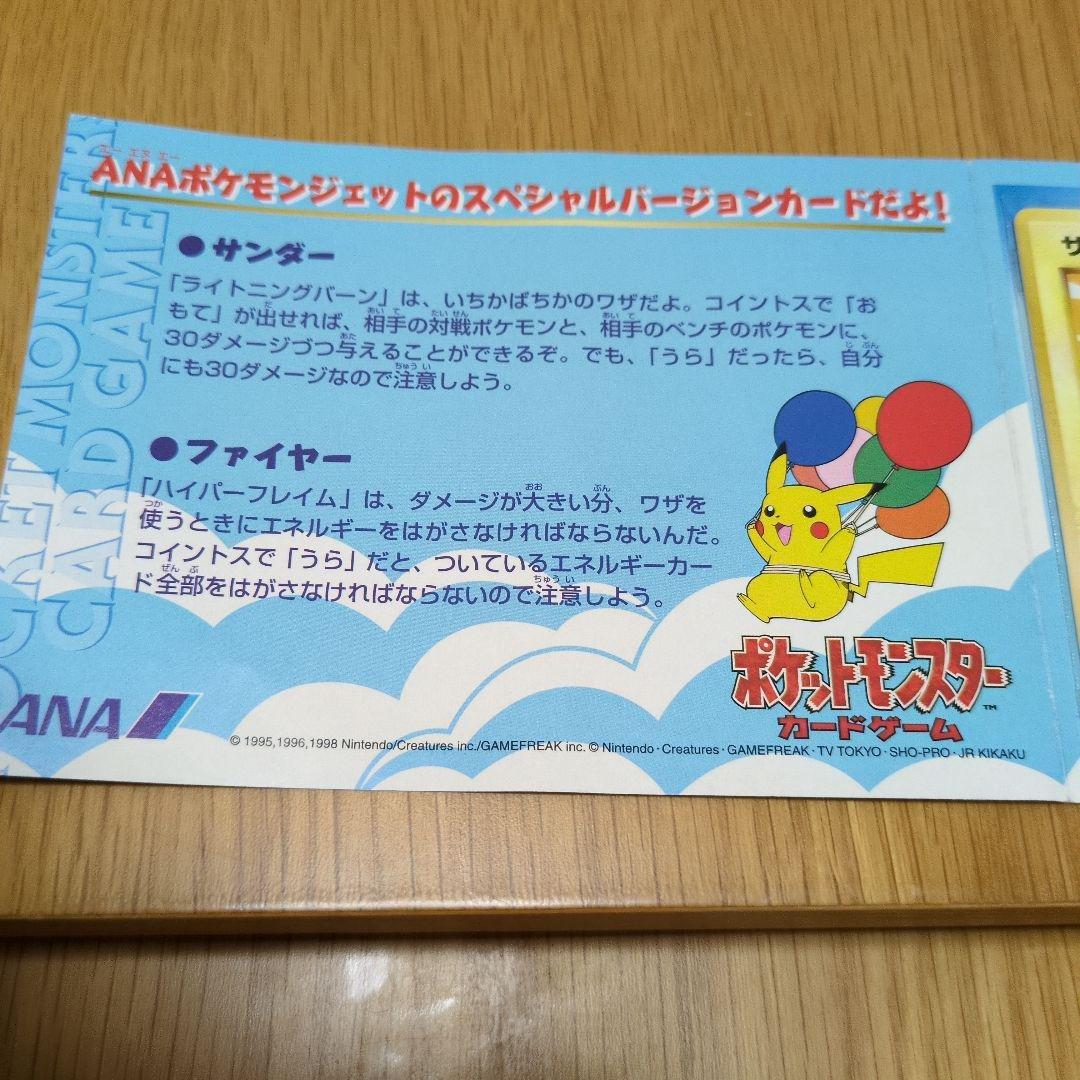 エー エヌ エー
ANAポケモンジェットのスペシャルバージョンカードだよ!
●サンダー
「ライトニングバーン」は、いちかばちかのワザだよ。コイントスで「お
もて」が出せれば、相手の対戦ポケモンと、相手のベンチのポケモンに、
30ダメージづつ与えることができるぞ。でも、「うら」だったら、自分
にも30ダメージなので注意しよう。
●ファイヤー
「ハイパーフレイム」は、ダメージが大きい分、ワザを
使うときにエネルギーをはがさなければならないんだ。
コイントスで「うら」だと、ついているエネルギーカー
ド全部をはがさなければならないので注意しよう。
POCKET MONSTERS
CARD GAME
ANA
ポケットモンスター
™
カードゲーム
© 1995,1996,1998 Nintendo/Creatures inc./GAMEFREAK inc. © Nintendo・Creatures・GAMEFREAK・TV TOKYO・SHO-PRO・JR KIKAKU
サ